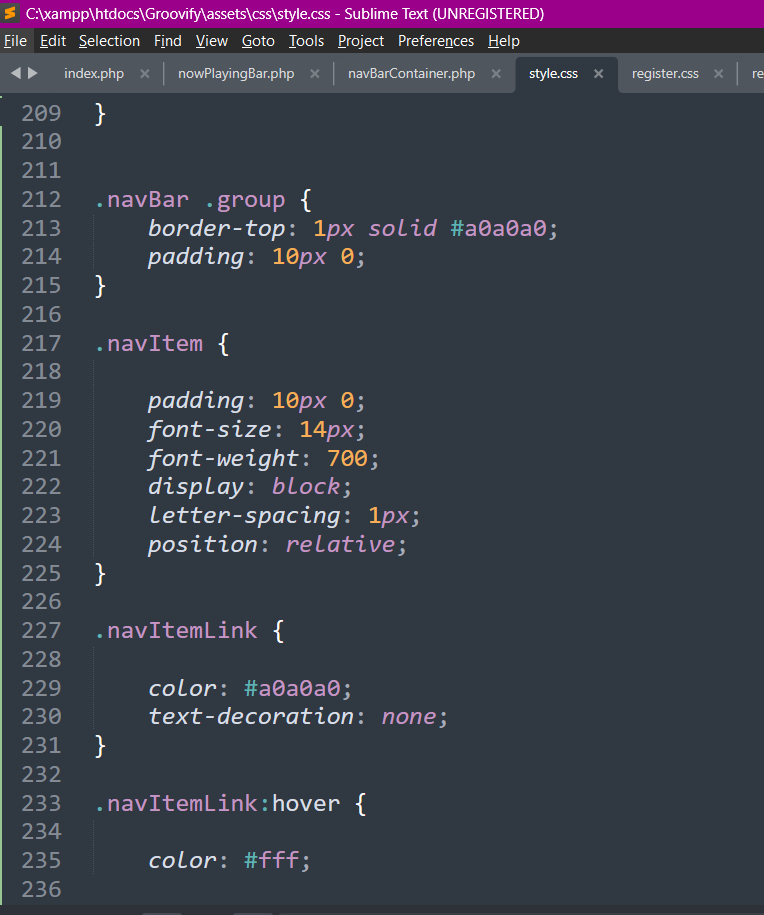 C:\xampp\htdocs\Groovify\assets\css\style.css - Sublime Text (UNREGISTERED)
File Edit Selection Find View Goto Tools Project Preferences Help
index.php × nowPlayingBar.php × navBarContainer.php × style.css × register.css × re
209 }
210
211
212 .navBar .group {
213 border-top: 1px solid #a0a0a0;
214 padding: 10px 0;
215 }
216
217 .navItem {
218
219 padding: 10px 0;
220 font-size: 14px;
221 font-weight: 700;
222 display: block;
223 letter-spacing: 1px;
224 position: relative;
225 }
226
227 .navItemLink {
228
229 color: #a0a0a0;
230 text-decoration: none;
231 }
232
233 .navItemLink:hover {
234
235 color: #fff;
236